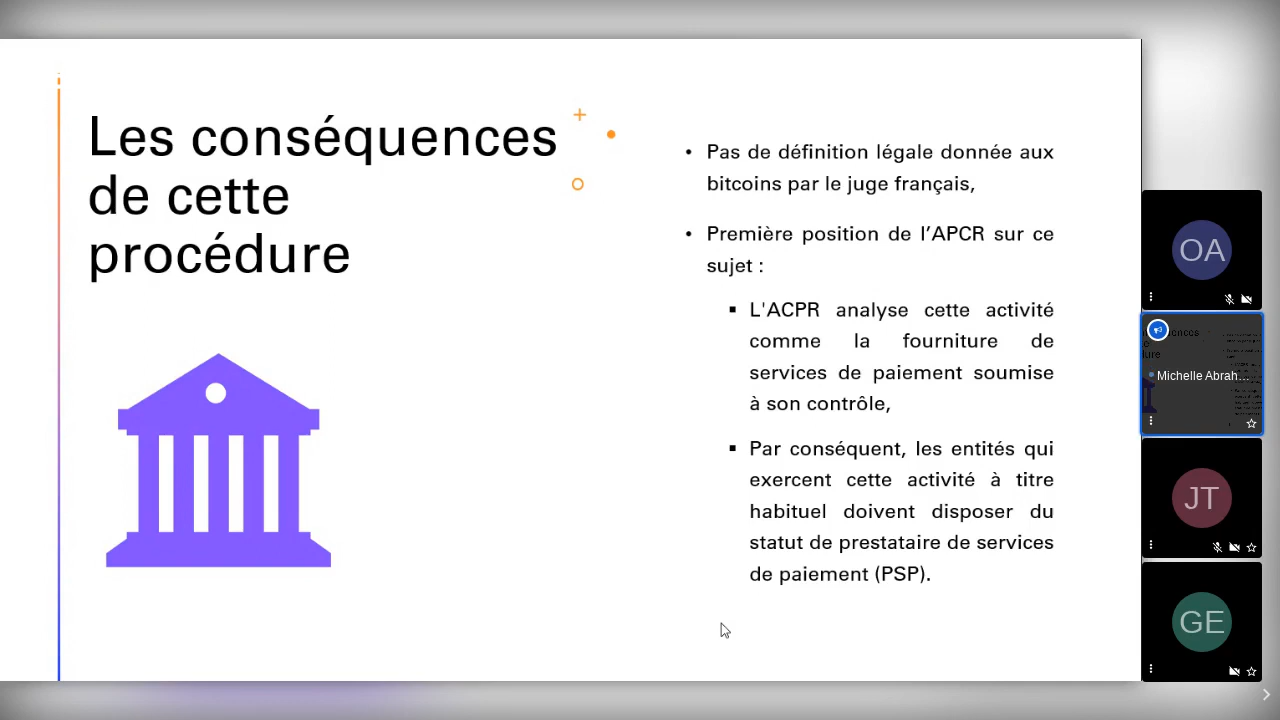 Les conséquences
de cette
procédure
• Pas de définition légale donnée aux
bitcoins par le juge français,
• Première position de l’APCR sur ce
sujet :
▪ L'ACPR analyse cette activité
comme la fourniture de
services de paiement soumise
à son contrôle,
▪ Par conséquent, les entités qui
exercent cette activité à titre
habituel doivent disposer du
statut de prestataire de services
de paiement (PSP).
OA
Michelle Abrah...
JT
GE